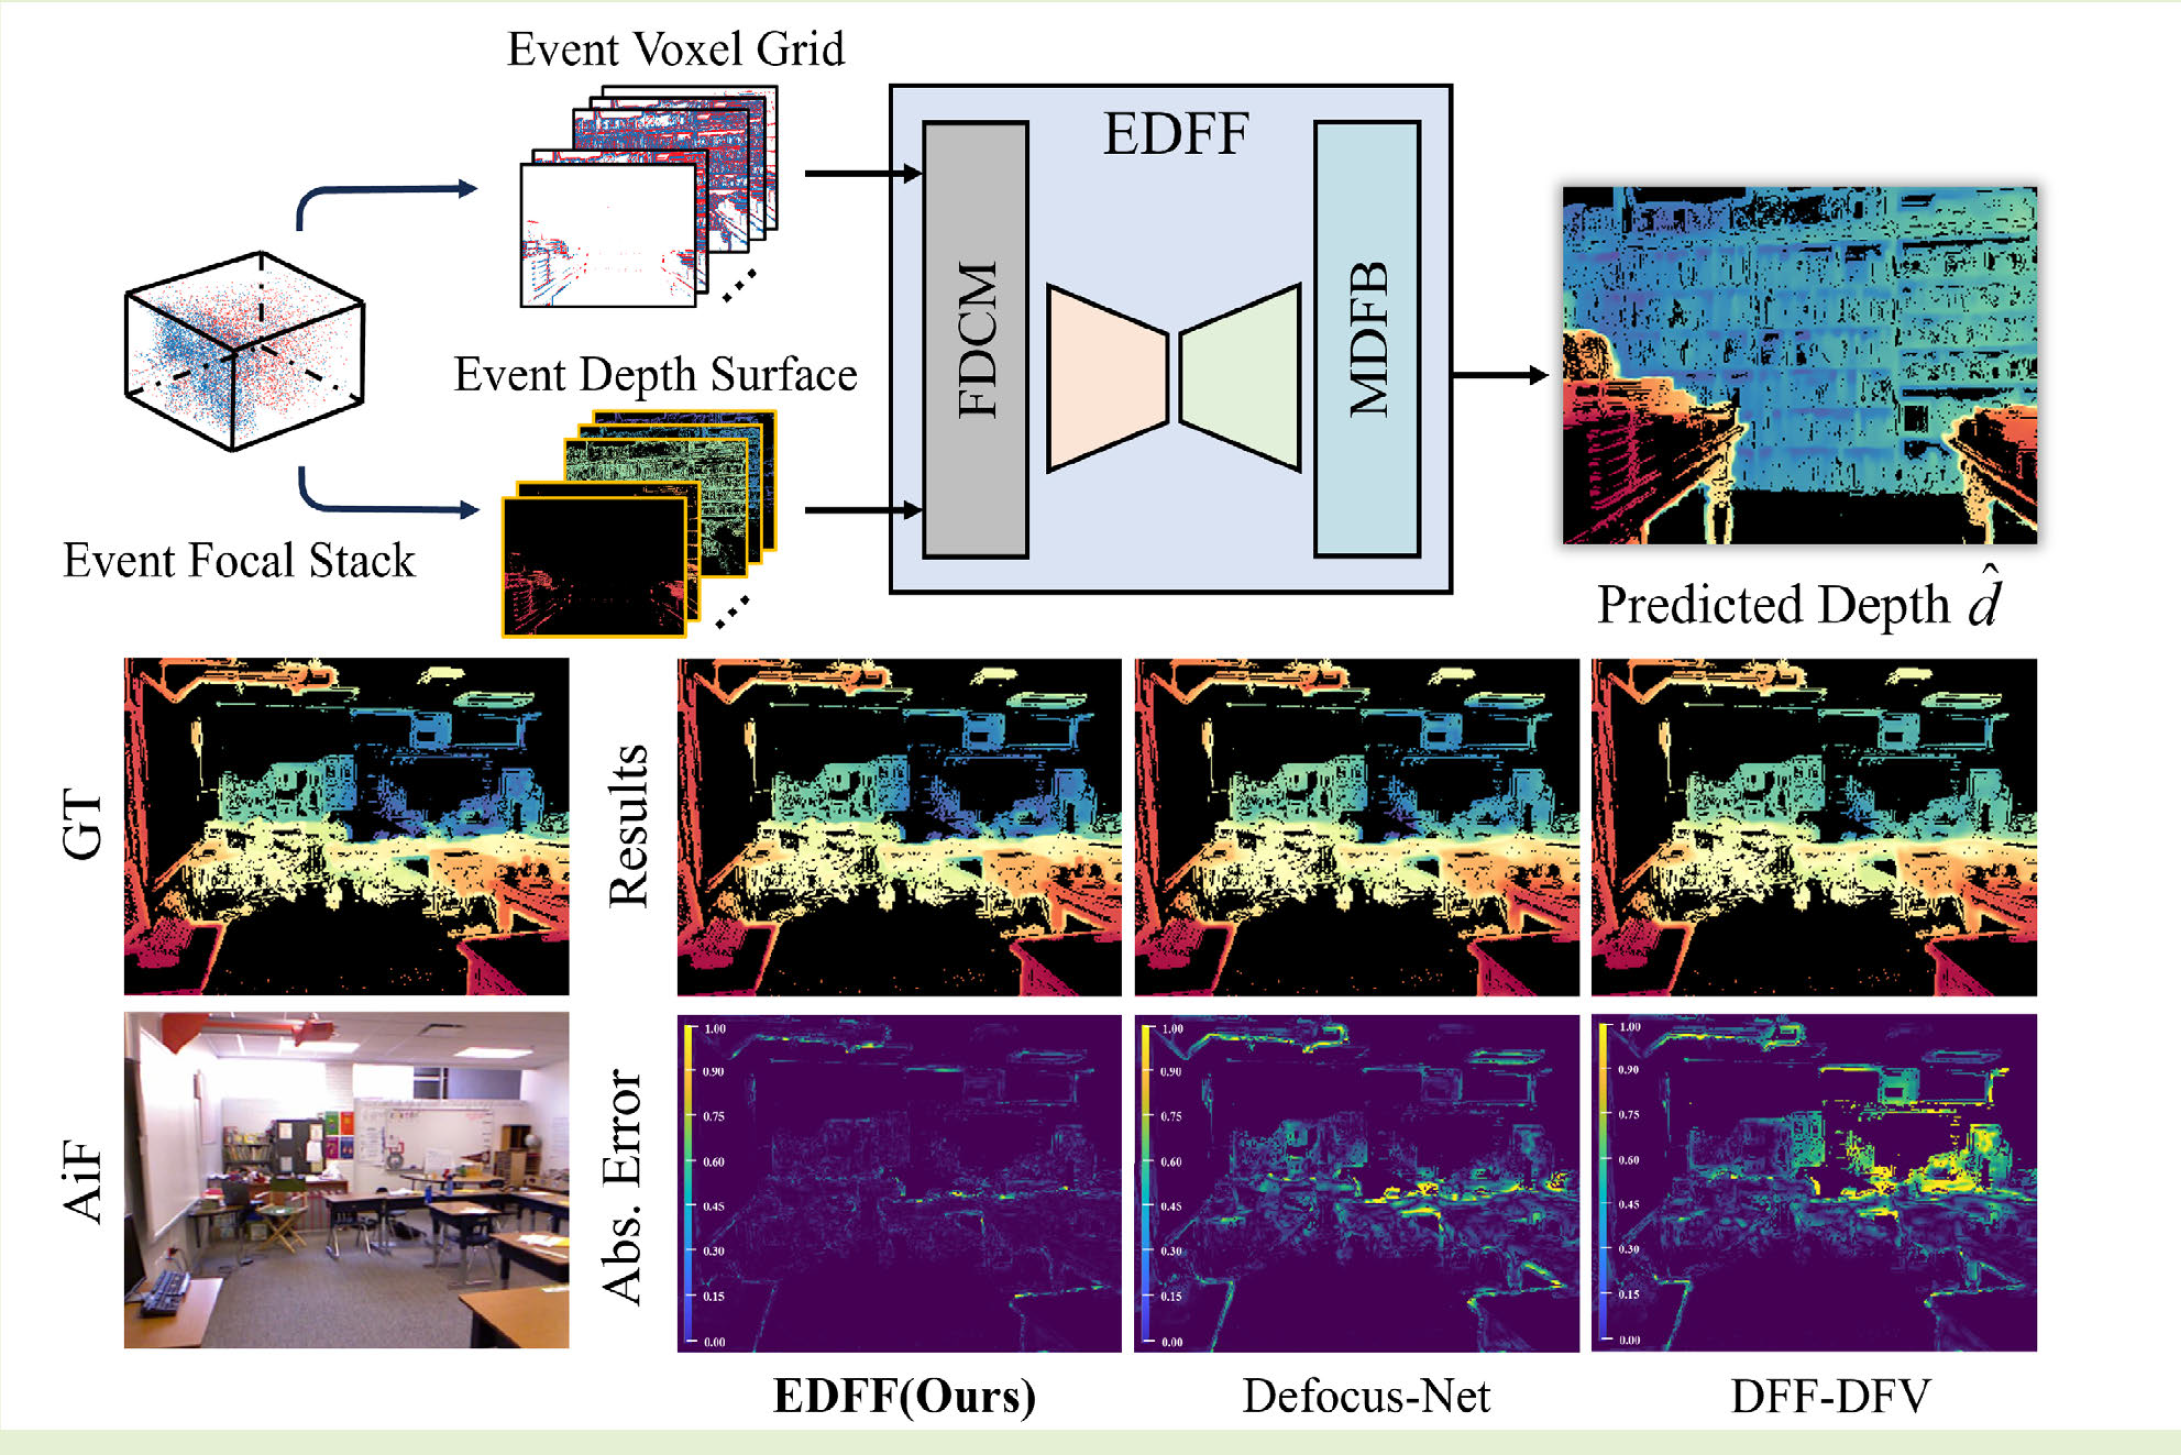 Event Voxel Grid
EDFF
FDCM
MDFB
Event Depth Surface
Event Focal Stack
Predicted Depth d̂
GT
Results
AiF
Abs. Error
1.00
0.90
0.75
0.60
0.45
0.30
0.15
0.00
1.00
0.90
0.75
0.60
0.45
0.30
0.15
0.00
1.00
0.90
0.75
0.60
0.45
0.30
0.15
0.00
EDFF(Ours)
Defocus-Net
DFF-DFV